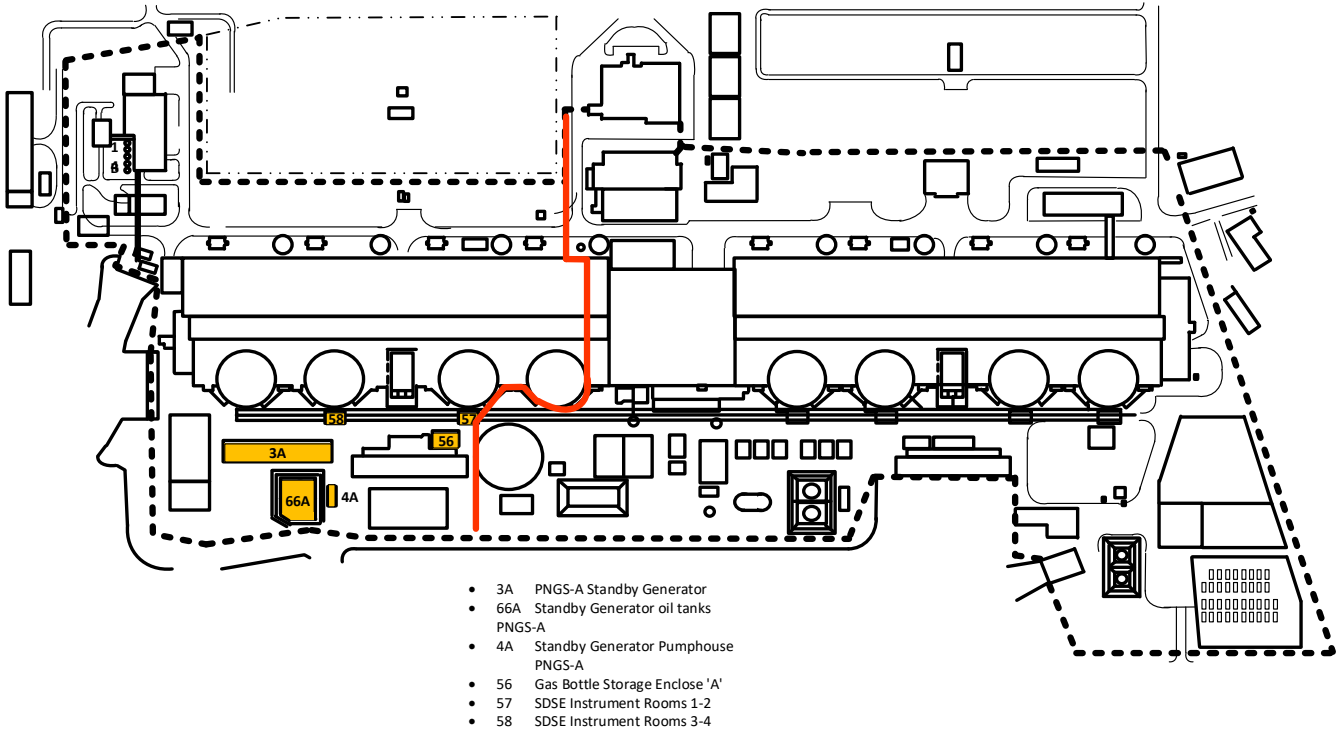 1
58
57
56
3A
66A
4A
• 3A PNGS-A Standby Generator
• 66A Standby Generator oil tanks
PNGS-A
• 4A Standby Generator Pumphouse
PNGS-A
• 56 Gas Bottle Storage Enclose 'A'
• 57 SDSE Instrument Rooms 1-2
• 58 SDSE Instrument Rooms 3-4